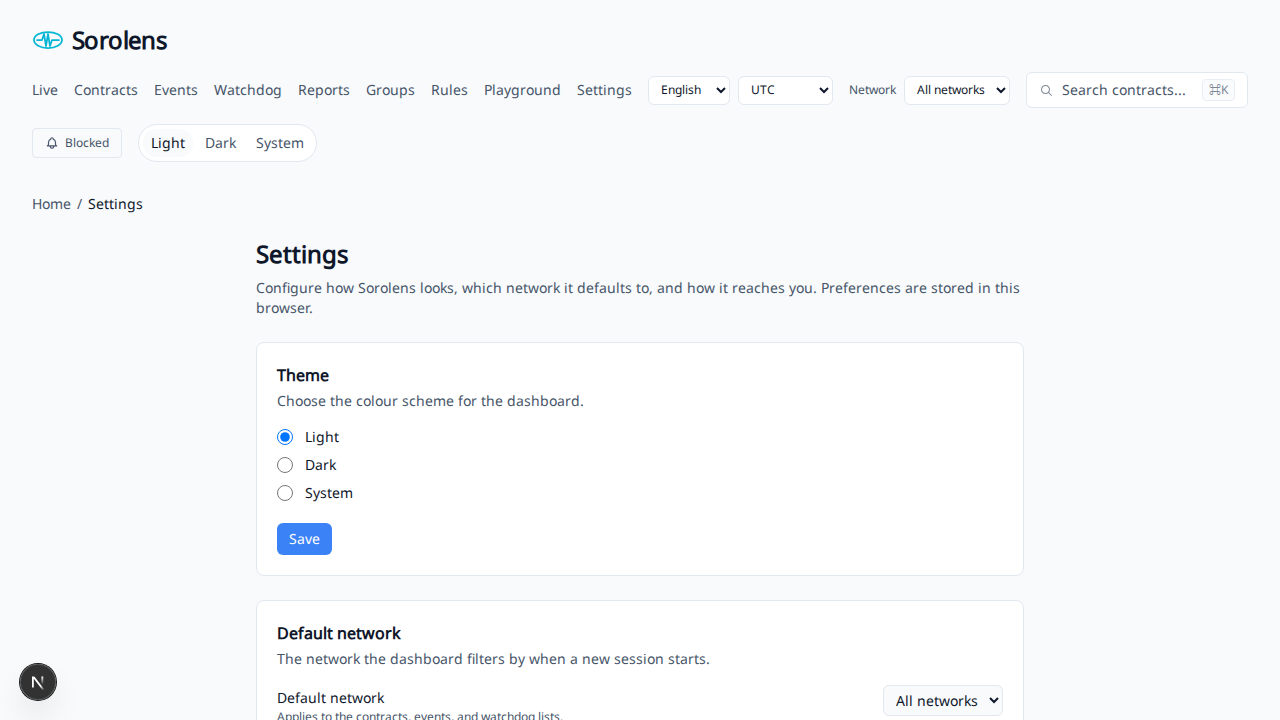 Sorolens
Live Contracts Events Watchdog Reports Groups Rules Playground Settings English UTC Network All networks Search contracts... ⌘K
Blocked Light Dark System
Home / Settings
Settings
Configure how Sorolens looks, which network it defaults to, and how it reaches you. Preferences are stored in this
browser.
Theme
Choose the colour scheme for the dashboard.
Light
Dark
System
Save
Default network
The network the dashboard filters by when a new session starts.
Default network All networks
Applies to the contracts, events, and watchdog lists.
N